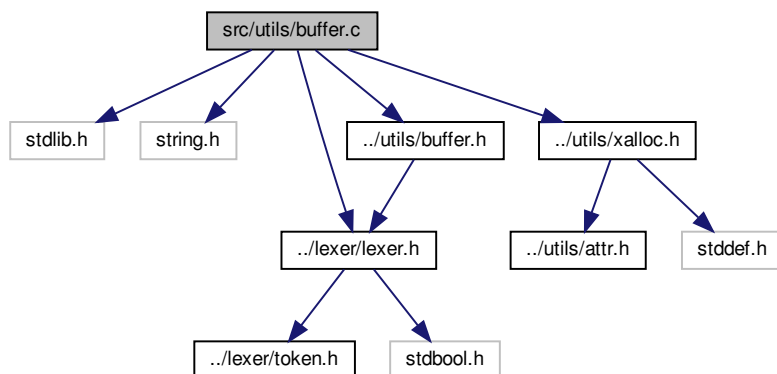 src/utils/buffer.c
stdlib.h
string.h
../utils/buffer.h
../utils/xalloc.h
../lexer/lexer.h
../utils/attr.h
stddef.h
../lexer/token.h
stdbool.h